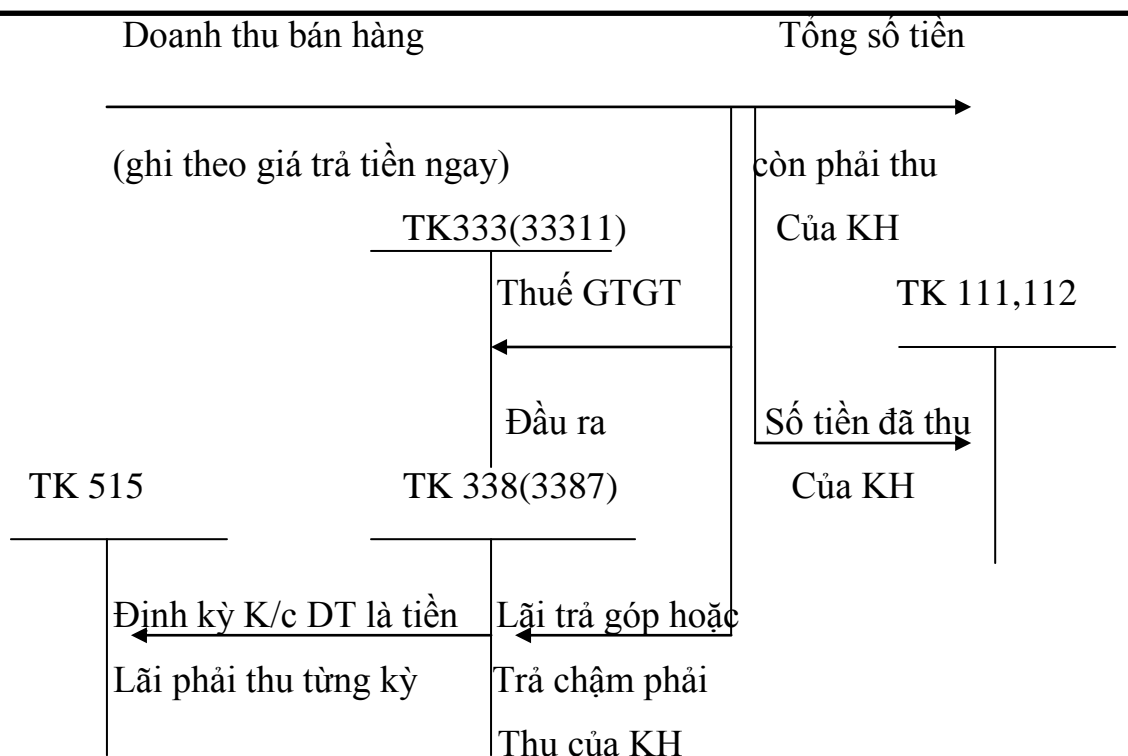 Doanh thu bán hàng Tổng số tiền
(ghi theo giá trả tiền ngay) còn phải thu
TK333(33311) Của KH
Thuế GTGT TK 111,112
Đầu ra Số tiền đã thu
TK 515 TK 338(3387) Của KH
Định kỳ K/c DT là tiền Lãi trả góp hoặc
Lãi phải thu từng kỳ Trả chậm phải
Thu của KH